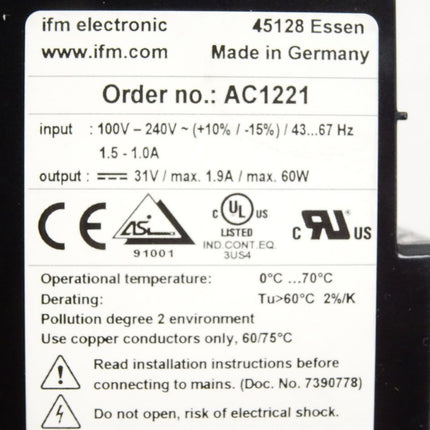 ifm electronic 45128 Essen
www.ifm.com Made in Germany
Order no.: AC1221
input : 100V – 240V ~ (+10% / -15%) / 43...67 Hz
1.5 - 1.0A
output : 31V / max. 1.9A / max. 60W
CE ASi 91001 C UL US LISTED IND.CONT.EQ. 3US4 c RU US
Operational temperature: 0°C ...70°C
Derating: Tu>60°C 2%/K
Pollution degree 2 environment
Use copper conductors only, 60/75°C
Read installation instructions before
connecting to mains. (Doc. No. 7390778)
Do not open, risk of electrical shock.